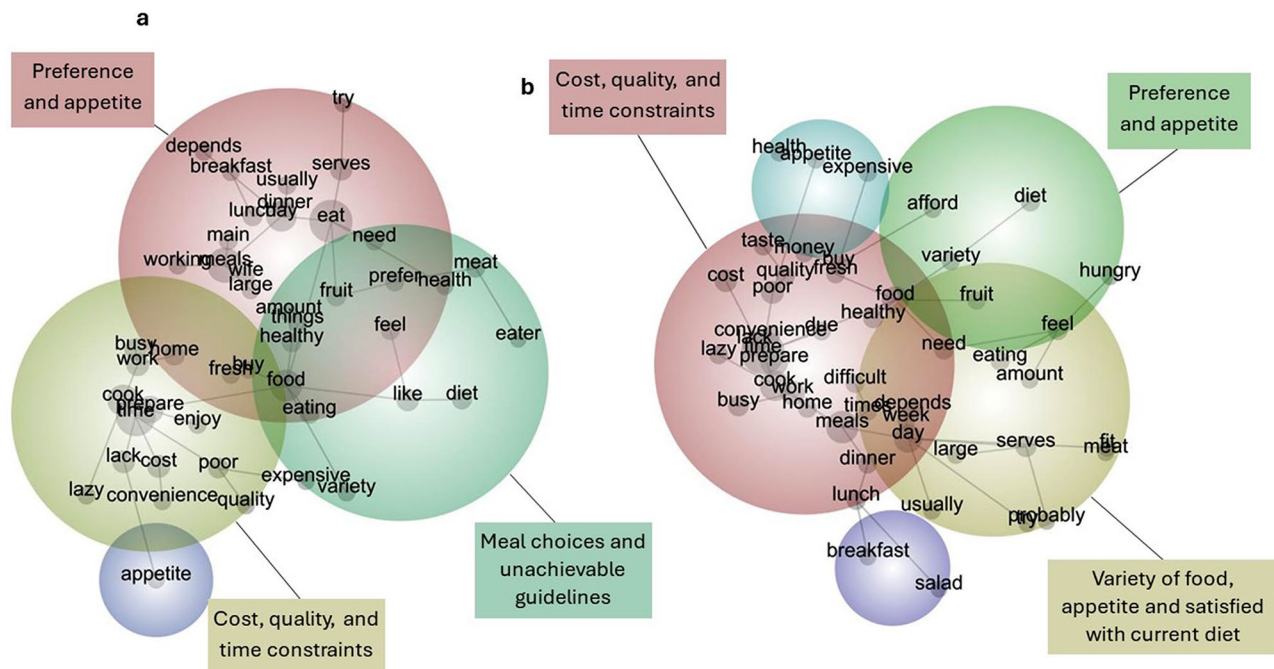 a
Preference
and appetite
try
depends
breakfast
serves
usually
dinner
lunch
day
eat
main
need
working
meals
wife
large
prefer
health
meat
fruit
amount
things
healthy
feel
eater
busy
work
home
fresh
buy
food
cook
prepare
time
enjoy
eating
like
diet
lack
cost
poor
expensive
variety
lazy
convenience
quality
appetite
Meal choices and
unachievable
guidelines
Cost, quality, and
time constraints
b
Cost, quality, and
time constraints
Preference
and appetite
health
appetite
expensive
afford
diet
taste
money
buy
variety
cost
quality
fresh
poor
hungry
food
fruit
healthy
convenience
due
feel
lack
time
need
lazy
prepare
eating
amount
cook
work
difficult
busy
home
times
depends
week
meals
day
dinner
large
serves
fit
meat
lunch
usually
try
probably
breakfast
salad
Variety of food,
appetite and satisfied
with current diet